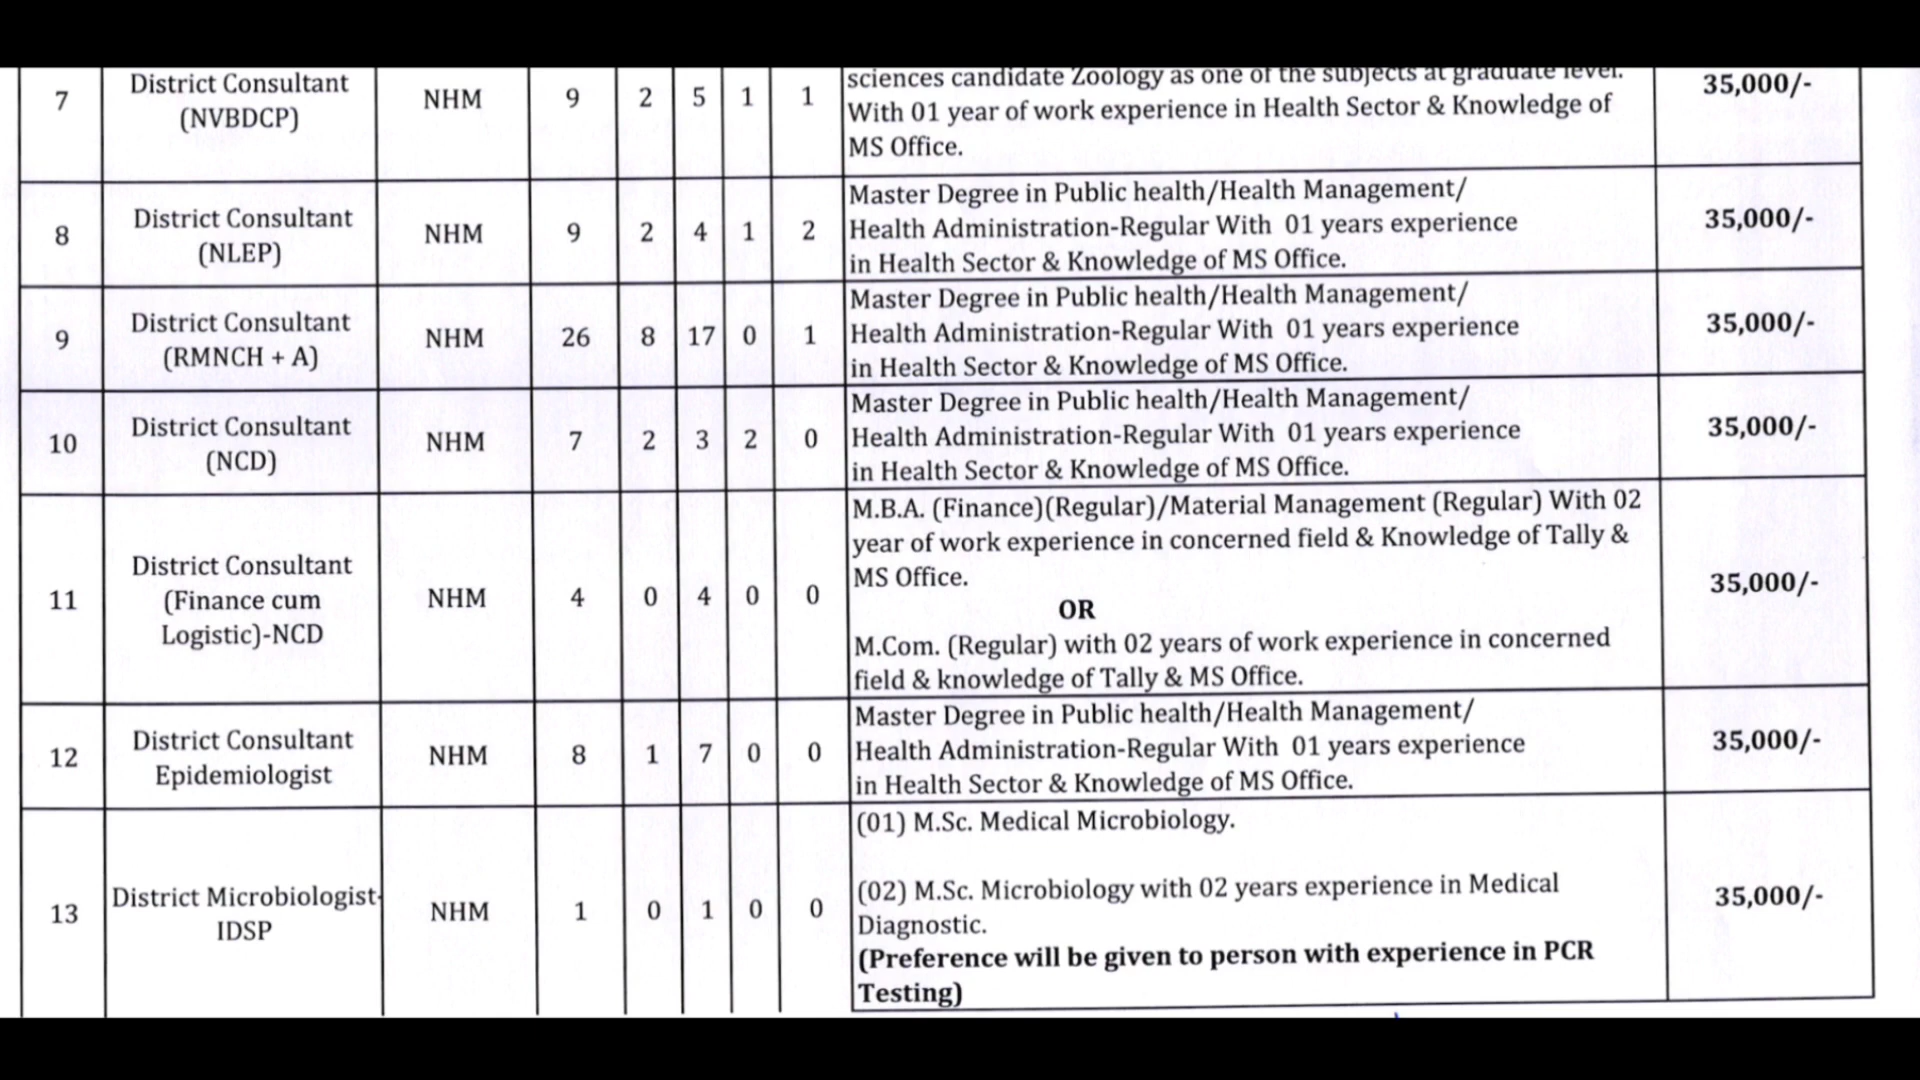 7
District Consultant
(NVBDCP)
NHM
9
2
5
1
1
sciences candidate Zoology as one of the subjects at graduate level.
With 01 year of work experience in Health Sector & Knowledge of
MS Office.
35,000/-
8
District Consultant
(NLEP)
NHM
9
2
4
1
2
Master Degree in Public health/Health Management/
Health Administration-Regular With 01 years experience
in Health Sector & Knowledge of MS Office.
35,000/-
9
District Consultant
(RMNCH + A)
NHM
26
8
17
0
1
Master Degree in Public health/Health Management/
Health Administration-Regular With 01 years experience
in Health Sector & Knowledge of MS Office.
35,000/-
10
District Consultant
(NCD)
NHM
7
2
3
2
0
Master Degree in Public health/Health Management/
Health Administration-Regular With 01 years experience
in Health Sector & Knowledge of MS Office.
35,000/-
11
District Consultant
(Finance cum
Logistic)-NCD
NHM
4
0
4
0
0
M.B.A. (Finance)(Regular)/Material Management (Regular) With 02
year of work experience in concerned field & Knowledge of Tally &
MS Office.
OR
M.Com. (Regular) with 02 years of work experience in concerned
field & knowledge of Tally & MS Office.
35,000/-
12
District Consultant
Epidemiologist
NHM
8
1
7
0
0
Master Degree in Public health/Health Management/
Health Administration-Regular With 01 years experience
in Health Sector & Knowledge of MS Office.
35,000/-
13
District Microbiologist-
IDSP
NHM
1
0
1
0
0
(01) M.Sc. Medical Microbiology.
(02) M.Sc. Microbiology with 02 years experience in Medical
Diagnostic.
(Preference will be given to person with experience in PCR
Testing)
35,000/-